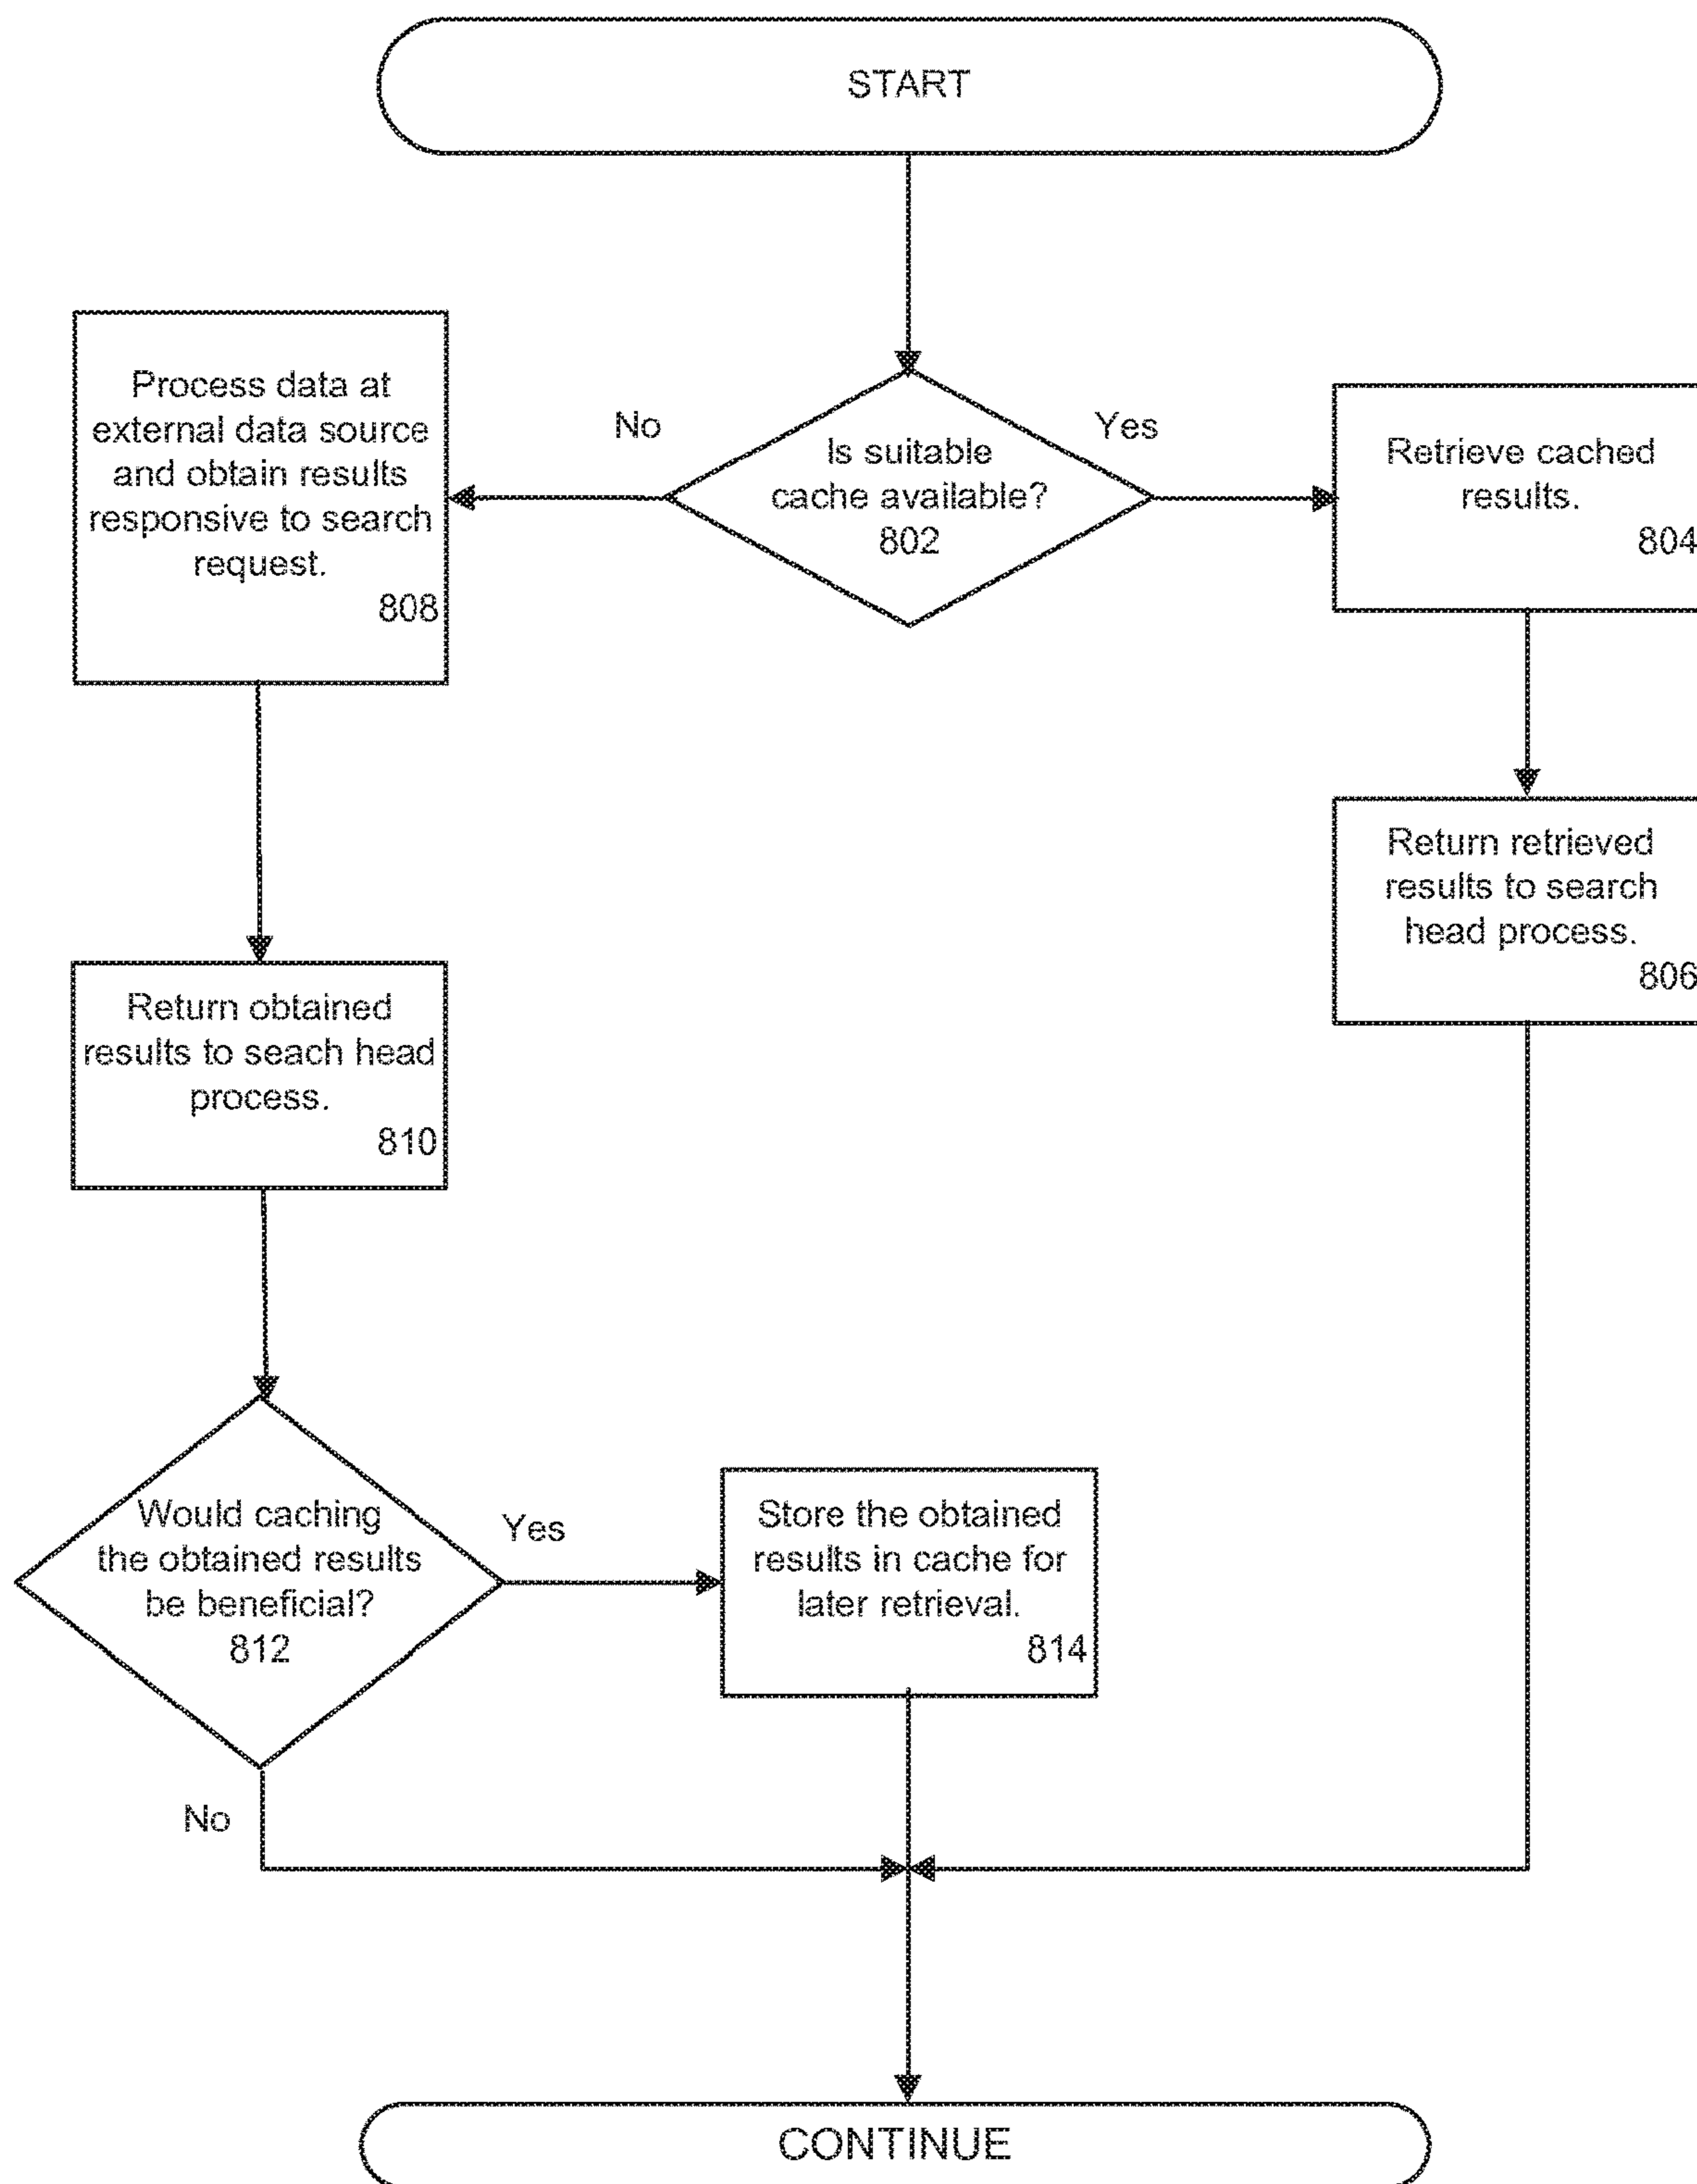 START
No
Yes
Is suitable
cache available?
802
Process data at
external data source
and obtain results
responsive to search
request.
808
Retrieve cached
results.
804
Return retrieved
results to search
head process.
806
Return obtained
results to seach head
process.
810
Would caching
the obtained results
be beneficial?
812
Yes
Store the obtained
results in cache for
later retrieval.
814
No
CONTINUE